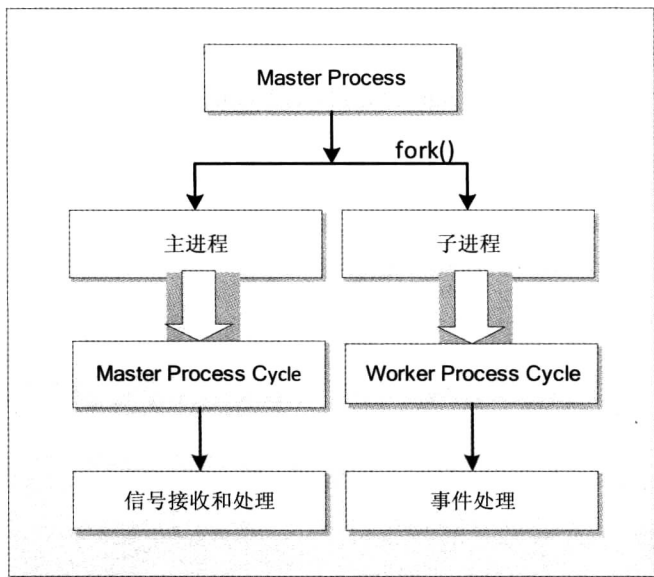 Master Process
fork()
主进程
子进程
Master Process Cycle
Worker Process Cycle
信号接收和处理
事件处理